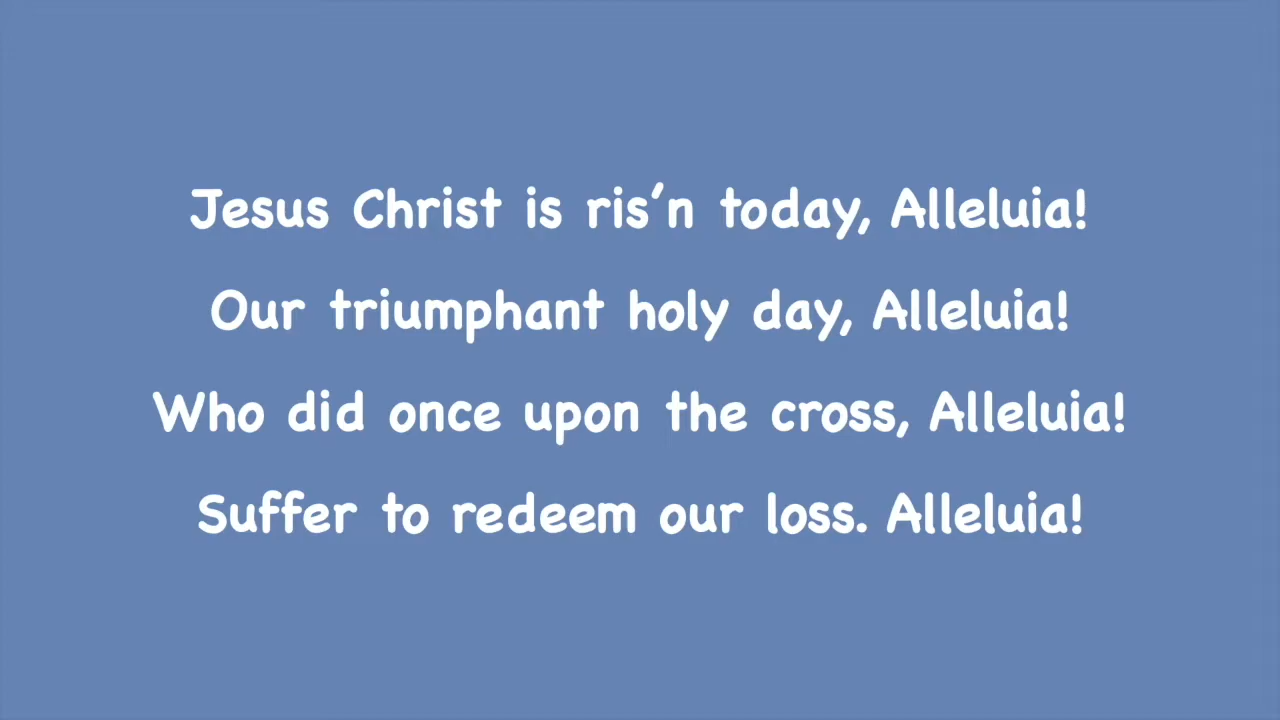 Jesus Christ is ris’n today, Alleluia!
Our triumphant holy day, Alleluia!
Who did once upon the cross, Alleluia!
Suffer to redeem our loss. Alleluia!